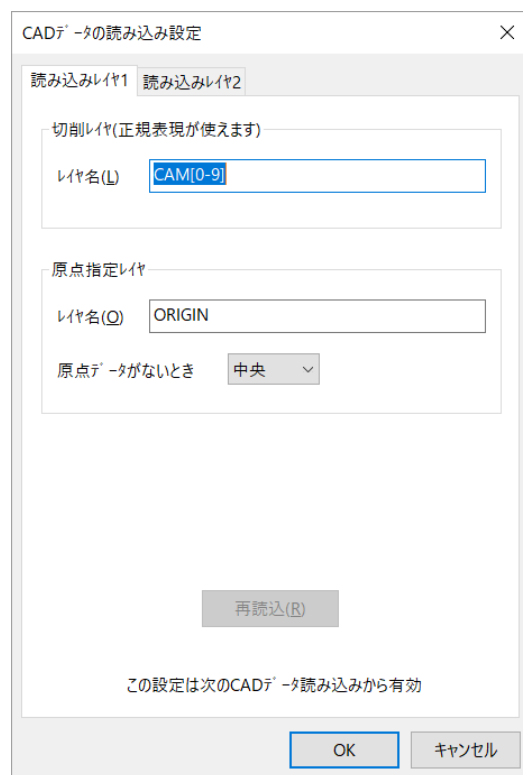 CADﾃﾞｰﾀの読み込み設定
読み込みﾚｲﾔ1 読み込みﾚｲﾔ2
切削ﾚｲﾔ(正規表現が使えます)
ﾚｲﾔ名(L) CAM[0-9]
原点指定ﾚｲﾔ
ﾚｲﾔ名(O) ORIGIN
原点ﾃﾞｰﾀがないとき 中央
再読込(R)
この設定は次のCADﾃﾞｰﾀ読み込みから有効
OK ｷｬﾝｾﾙ